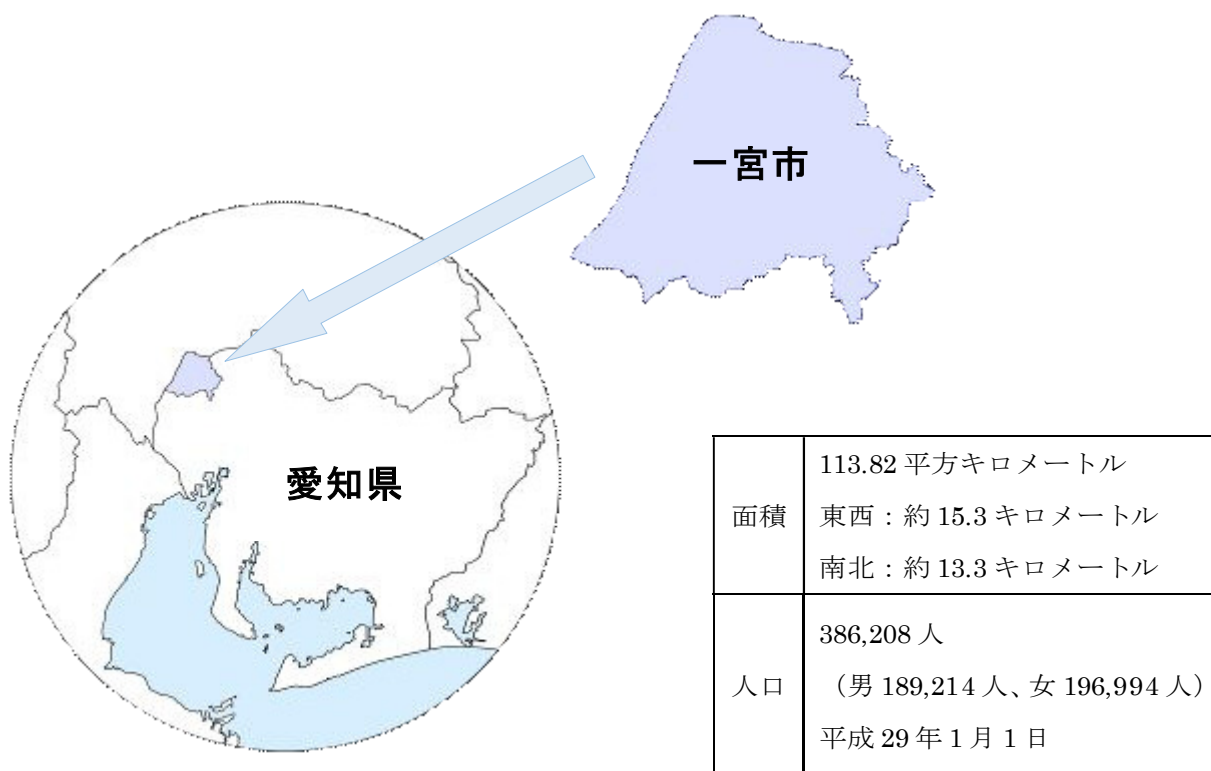 一宮市
愛知県
面積
113.82 平方キロメートル
東西：約 15.3 キロメートル
南北：約 13.3 キロメートル
人口
386,208 人
（男 189,214 人、女 196,994 人）
平成 29 年 1 月 1 日